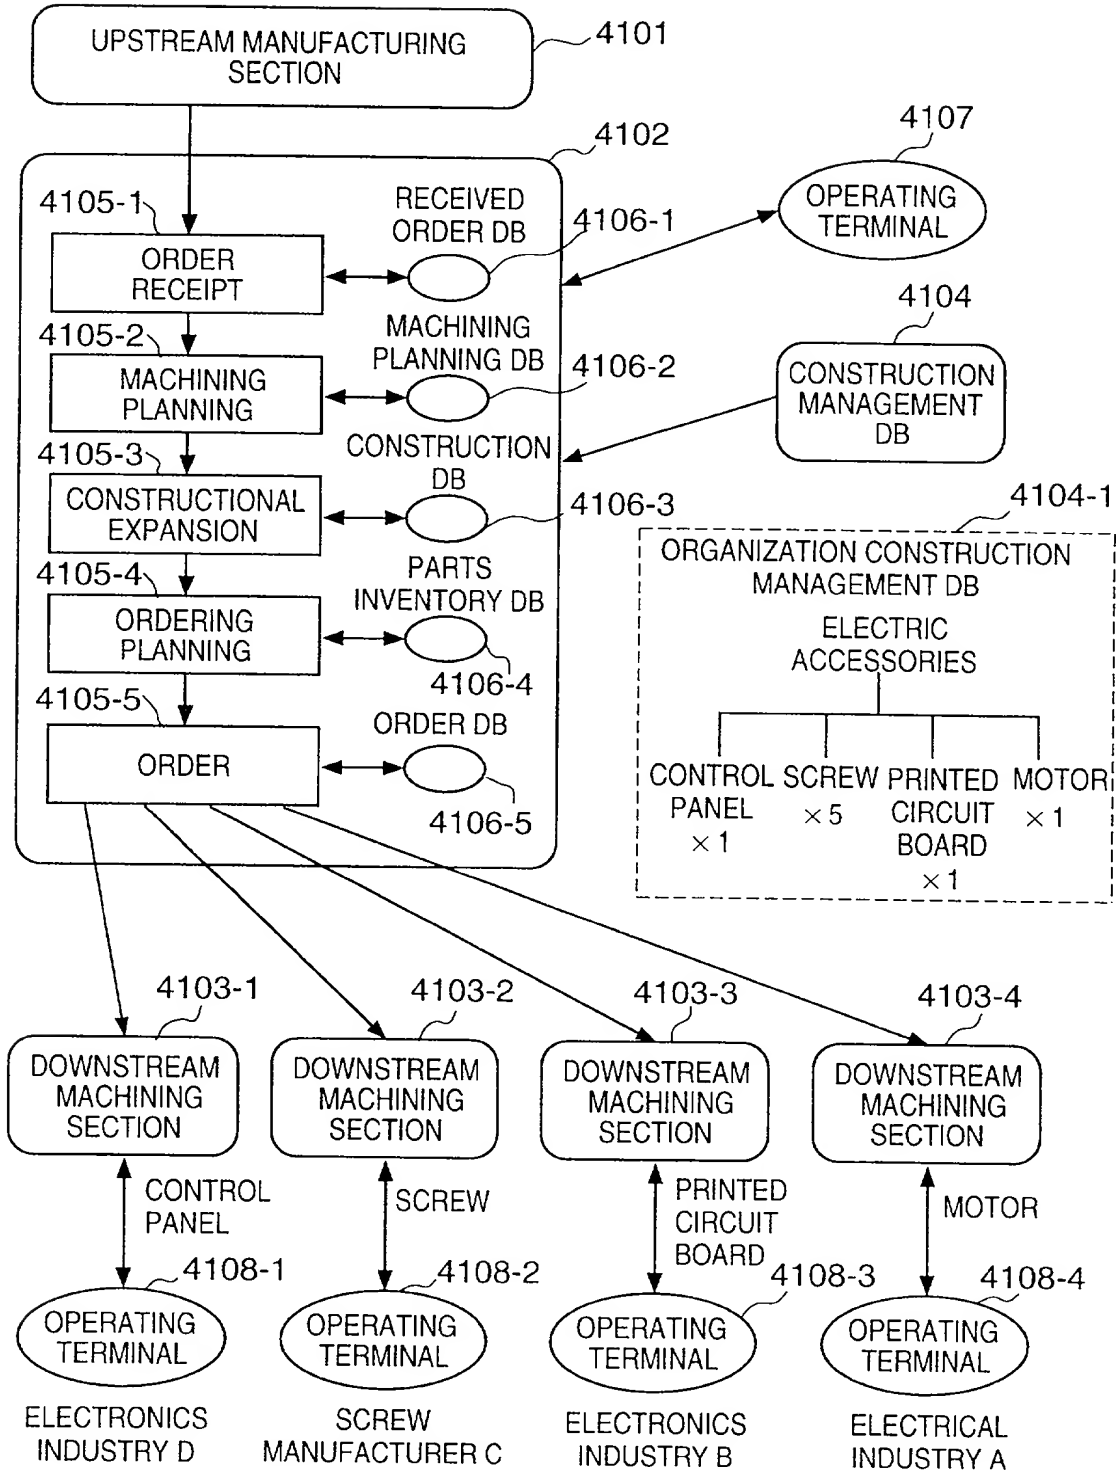 UPSTREAM MANUFACTURING
SECTION
4101
4102
4107
OPERATING
TERMINAL
4105-1
ORDER
RECEIPT
RECEIVED
ORDER DB
4106-1
4105-2
MACHINING
PLANNING
MACHINING
PLANNING DB
4106-2
4104
CONSTRUCTION
MANAGEMENT
DB
4105-3
CONSTRUCTIONAL
EXPANSION
CONSTRUCTION
DB
4106-3
4105-4
ORDERING
PLANNING
PARTS
INVENTORY DB
4106-4
4105-5
ORDER
ORDER DB
4106-5
4104-1
ORGANIZATION CONSTRUCTION
MANAGEMENT DB
ELECTRIC
ACCESSORIES
CONTROL
PANEL
×1
SCREW
×5
PRINTED
CIRCUIT
BOARD
×1
MOTOR
×1
4103-1
DOWNSTREAM
MACHINING
SECTION
4103-2
DOWNSTREAM
MACHINING
SECTION
4103-3
DOWNSTREAM
MACHINING
SECTION
4103-4
DOWNSTREAM
MACHINING
SECTION
CONTROL
PANEL
SCREW
PRINTED
CIRCUIT
BOARD
MOTOR
4108-1
OPERATING
TERMINAL
4108-2
OPERATING
TERMINAL
4108-3
OPERATING
TERMINAL
4108-4
OPERATING
TERMINAL
ELECTRONICS
INDUSTRY D
SCREW
MANUFACTURER C
ELECTRONICS
INDUSTRY B
ELECTRICAL
INDUSTRY A